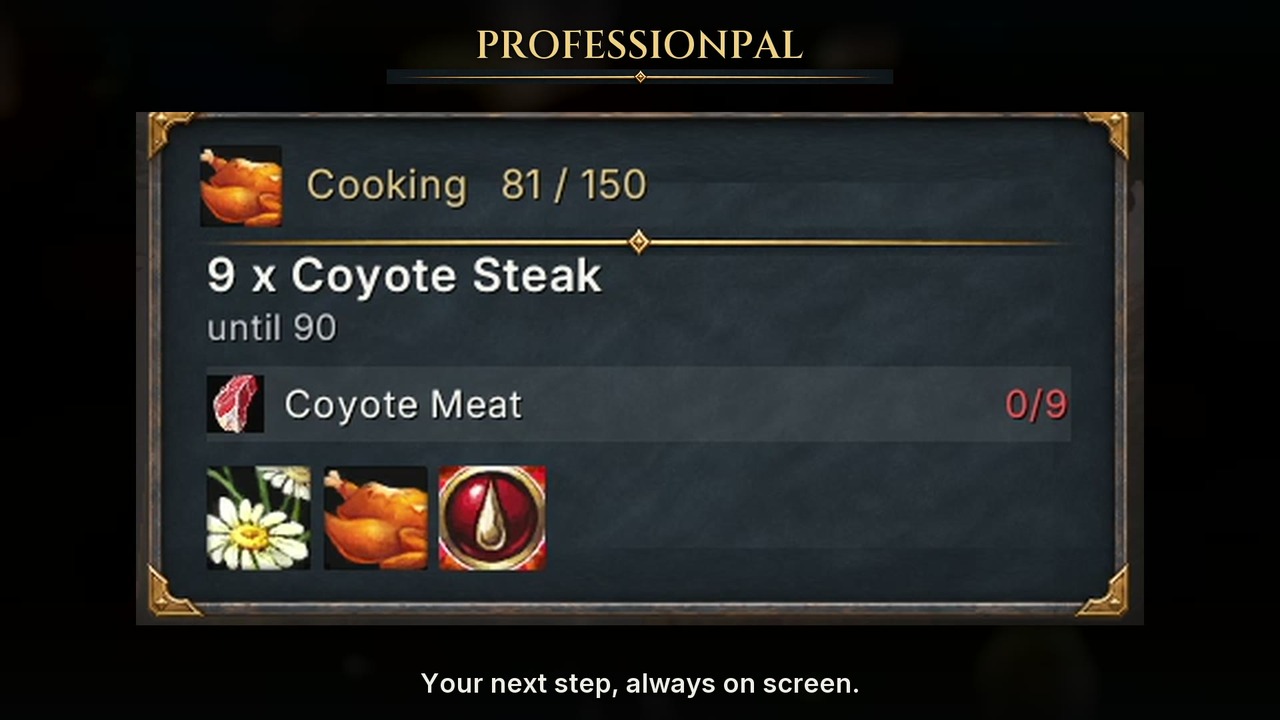 PROFESSIONPAL
Cooking 81 / 150
9 x Coyote Steak
until 90
Coyote Meat 0/9
Your next step, always on screen.